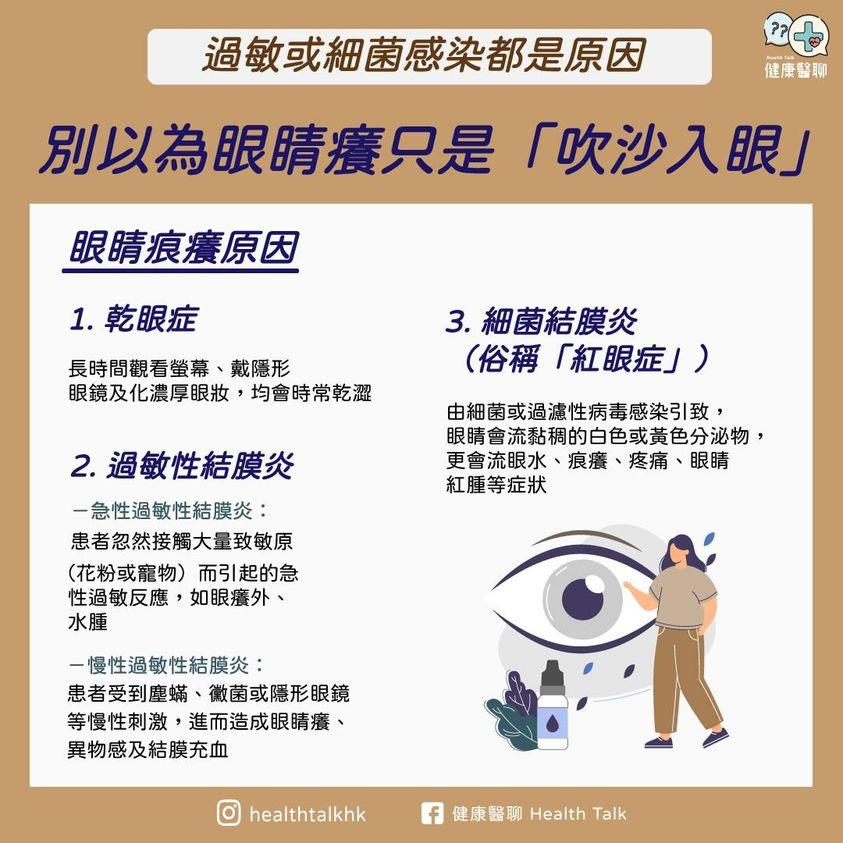 過敏或細菌感染都是原因
??
Health Talk
健康醫聊
別以為眼睛癢只是「吹沙入眼」
眼睛痕癢原因
1. 乾眼症
長時間觀看螢幕、戴隱形
眼鏡及化濃厚眼妝，均會時常乾澀
2. 過敏性結膜炎
－急性過敏性結膜炎：
患者忽然接觸大量致敏原
(花粉或寵物）而引起的急
性過敏反應，如眼癢外、
水腫
－慢性過敏性結膜炎：
患者受到塵蟎、黴菌或隱形眼鏡
等慢性刺激，進而造成眼睛癢、
異物感及結膜充血
3. 細菌結膜炎
（俗稱「紅眼症」）
由細菌或過濾性病毒感染引致，
眼睛會流黏稠的白色或黃色分泌物，
更會流眼水、痕癢、疼痛、眼睛
紅腫等症狀
healthtalkhk
健康醫聊 Health Talk